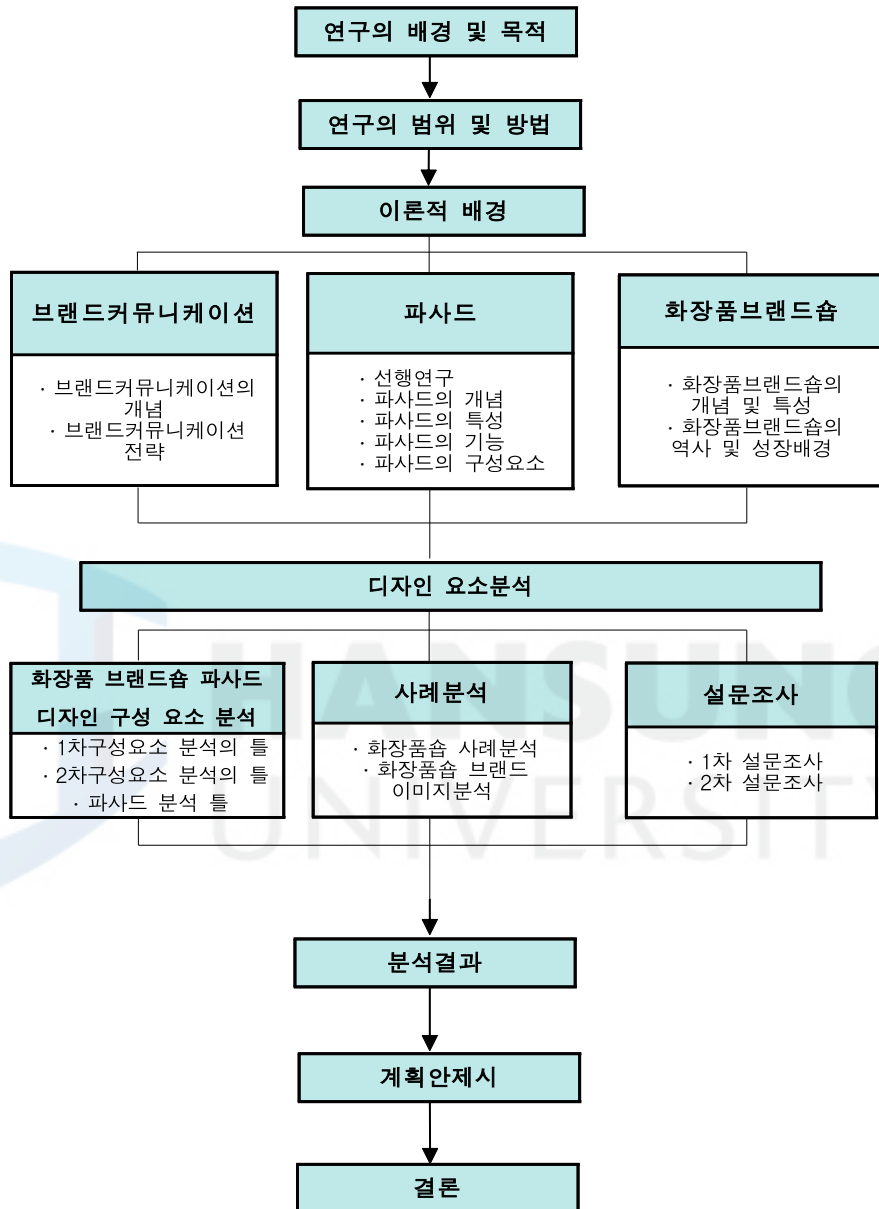 연구의 배경 및 목적
연구의 범위 및 방법
이론적 배경
브랜드커뮤니케이션
· 브랜드커뮤니케이션의
개념
· 브랜드커뮤니케이션
전략
파사드
· 선행연구
· 파사드의 개념
· 파사드의 특성
· 파사드의 기능
· 파사드의 구성요소
화장품브랜드숍
· 화장품브랜드숍의
개념 및 특성
· 화장품브랜드숍의
역사 및 성장배경
디자인 요소분석
화장품 브랜드숍 파사드
디자인 구성 요소 분석
· 1차구성요소 분석의 틀
· 2차구성요소 분석의 틀
· 파사드 분석 틀
사례분석
· 화장품숍 사례분석
· 화장품숍 브랜드
이미지분석
설문조사
· 1차 설문조사
· 2차 설문조사
분석결과
계획안제시
결론
HANSUNG
UNIVERSITY